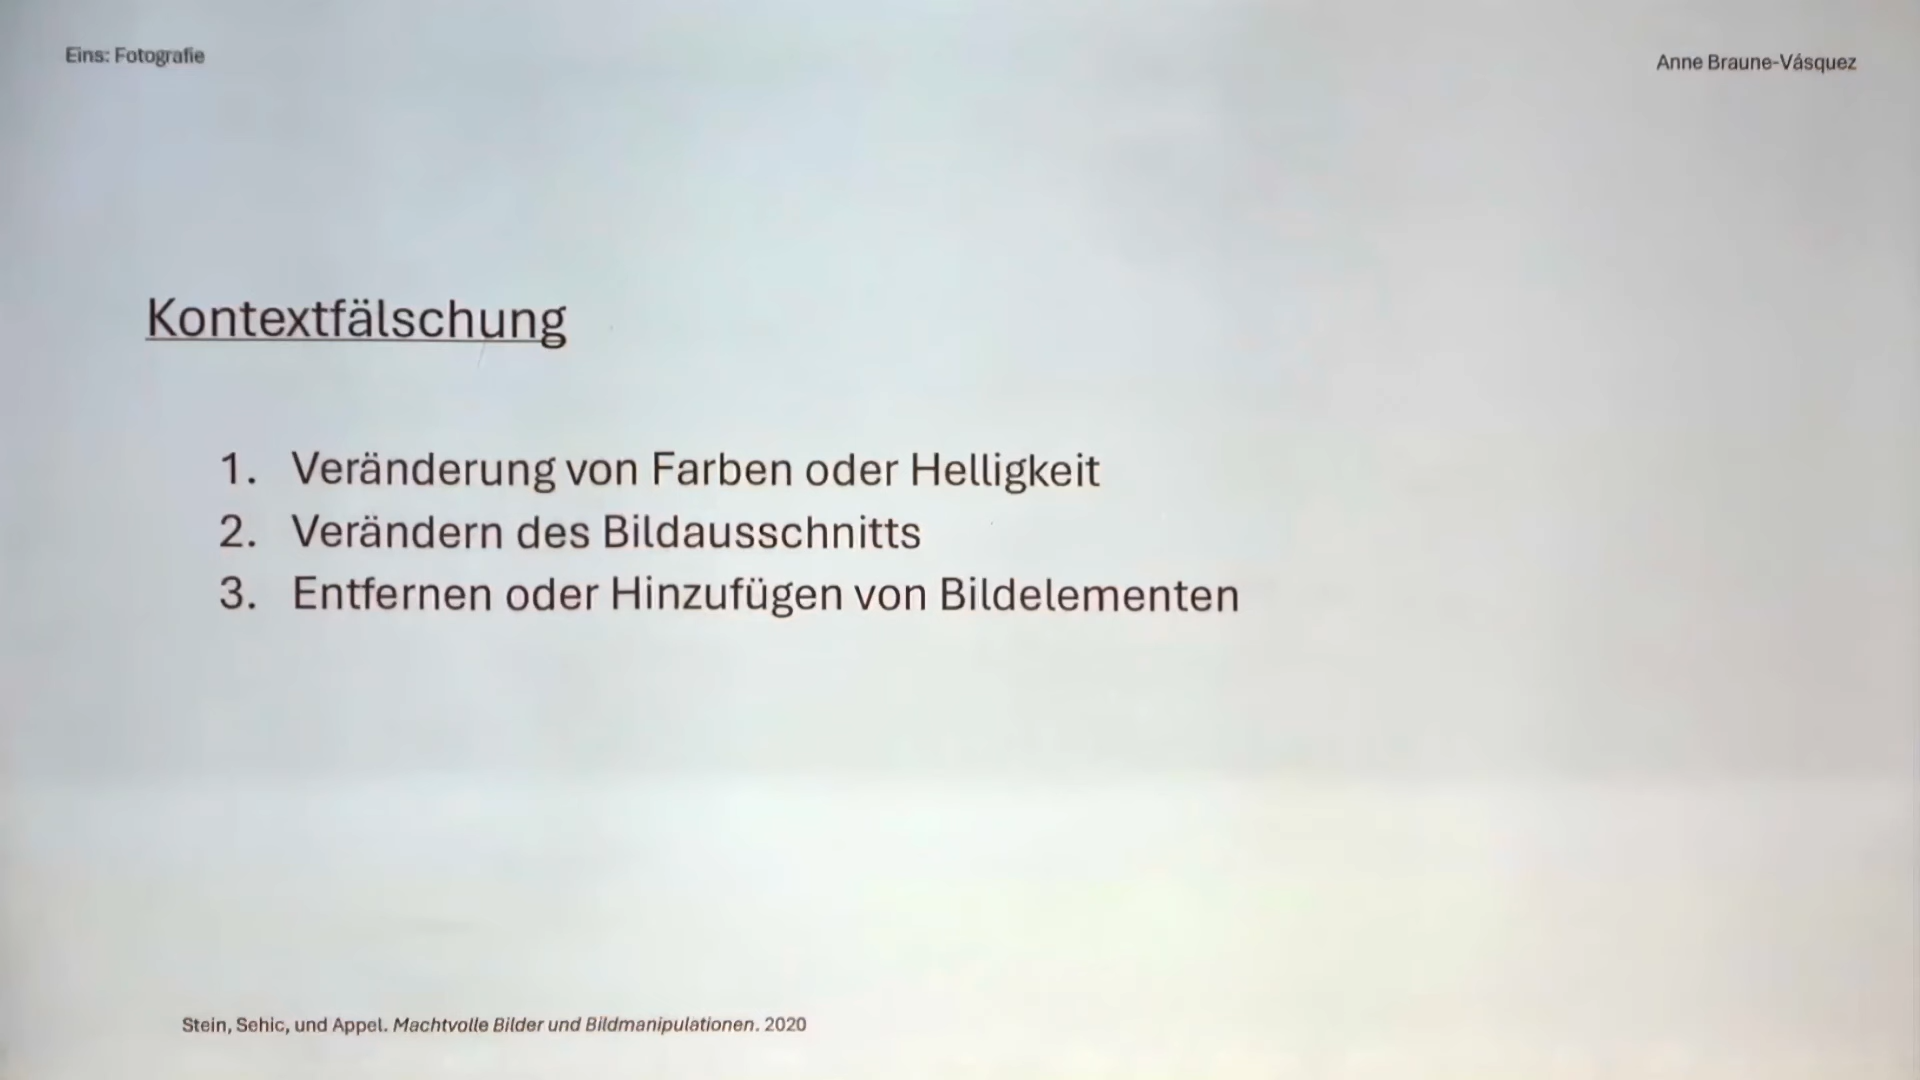 Eins: Fotografie
Anne Braune-Vásquez
Kontextfälschung
1. Veränderung von Farben oder Helligkeit
2. Verändern des Bildausschnitts
3. Entfernen oder Hinzufügen von Bildelementen
Stein, Sehic, und Appel. Machtvolle Bilder und Bildmanipulationen. 2020